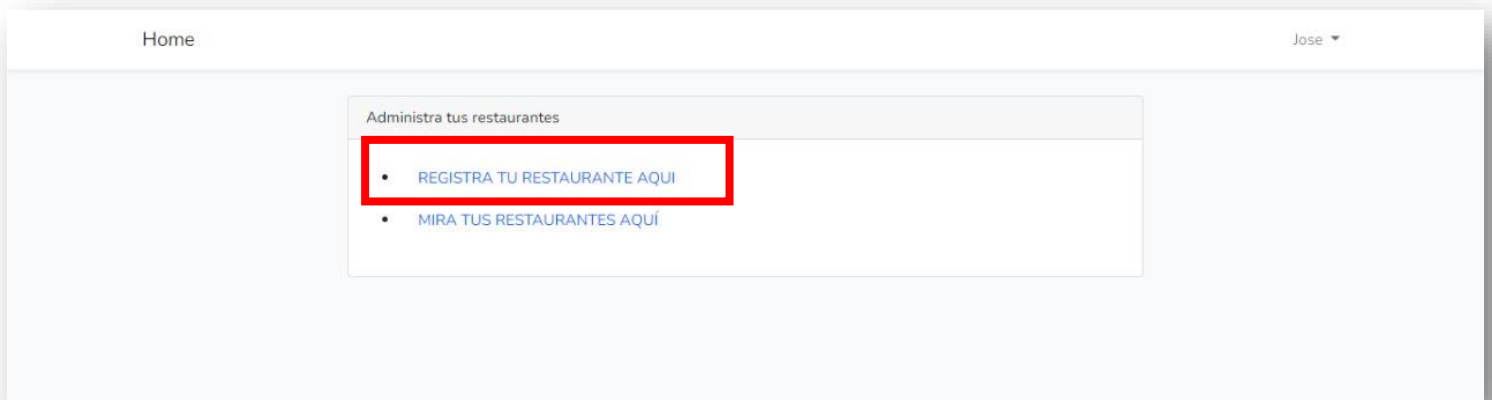 Home
Jose
Administra tus restaurantes
REGISTRA TU RESTAURANTE AQUI
MIRA TUS RESTAURANTES AQUÍ